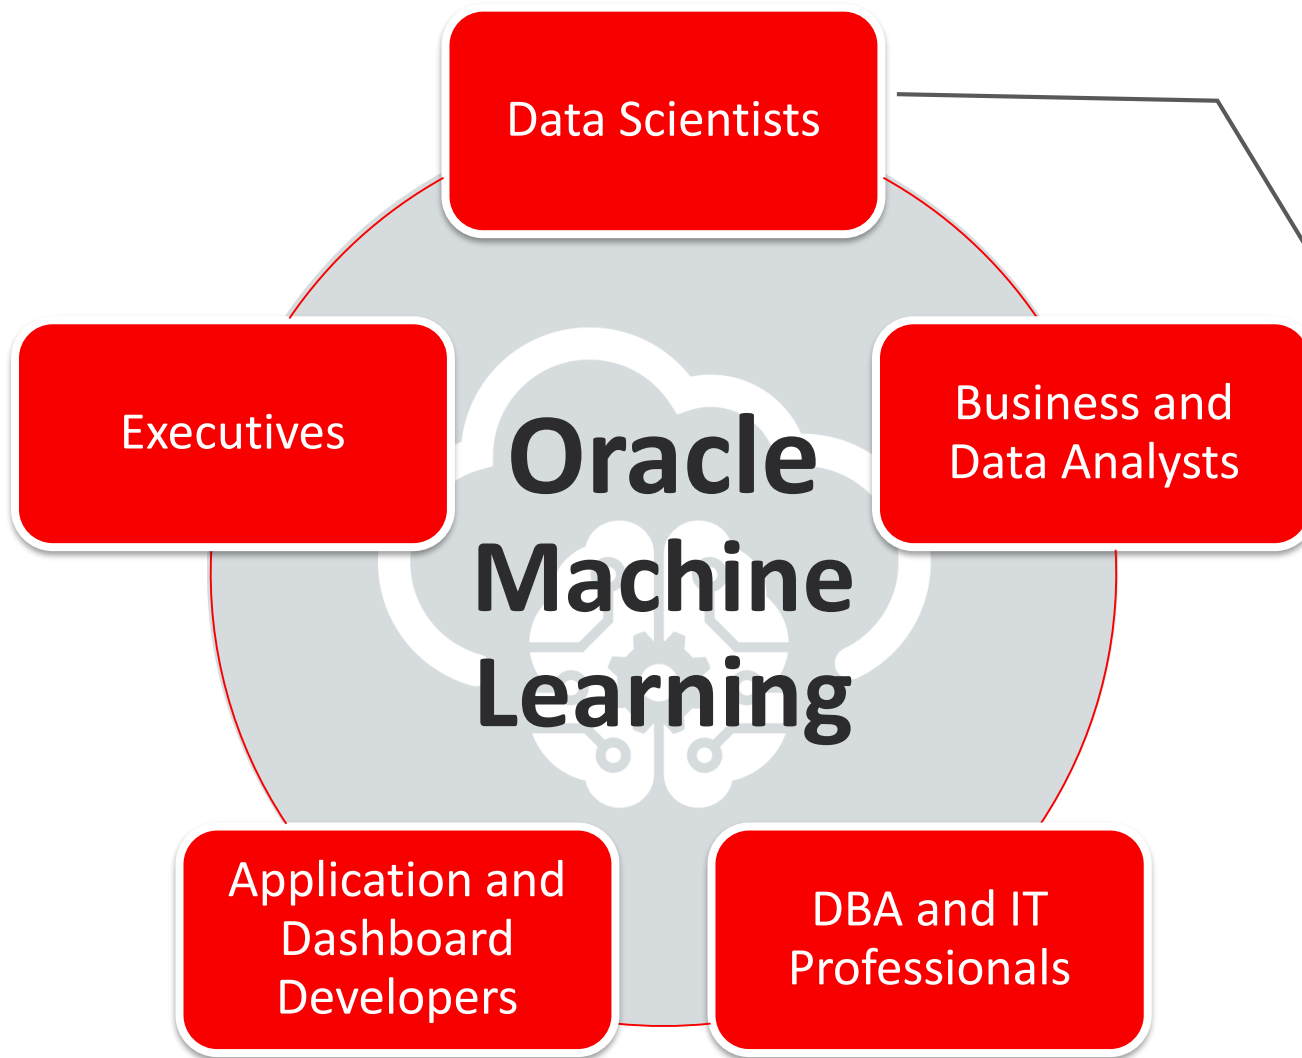 Data Scientists
Executives
Business and
Data Analysts
Oracle
Machine
Learning
Application and
Dashboard
Developers
DBA and IT
Professionals